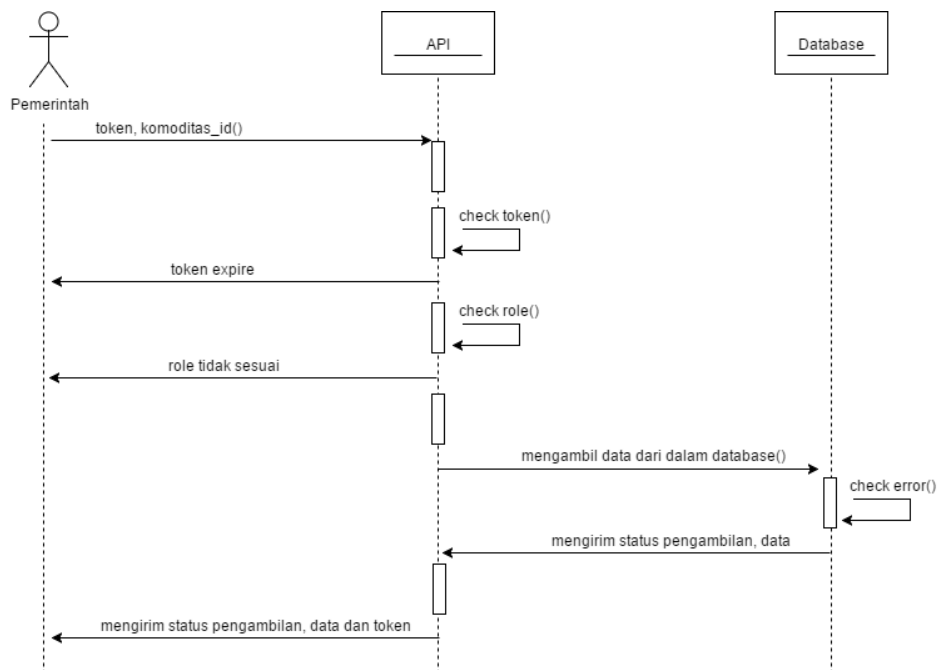 API
Database
Pemerintah
token, komoditas_id()
check token()
token expire
check role()
role tidak sesuai
mengambil data dari dalam database()
check error()
mengirim status pengambilan, data
mengirim status pengambilan, data dan token